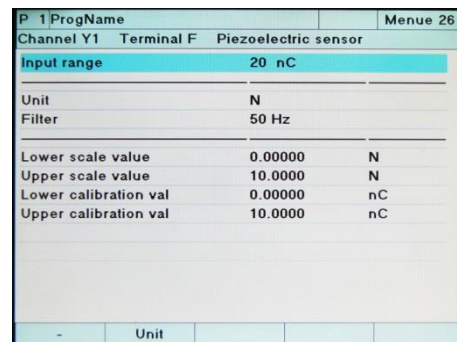 P 1 ProgName Menue 26
Channel Y1 Terminal F Piezoelectric sensor
Input range 20 nC
Unit N
Filter 50 Hz
Lower scale value 0.00000 N
Upper scale value 10.0000 N
Lower calibration val 0.00000 nC
Upper calibration val 10.0000 nC
- Unit